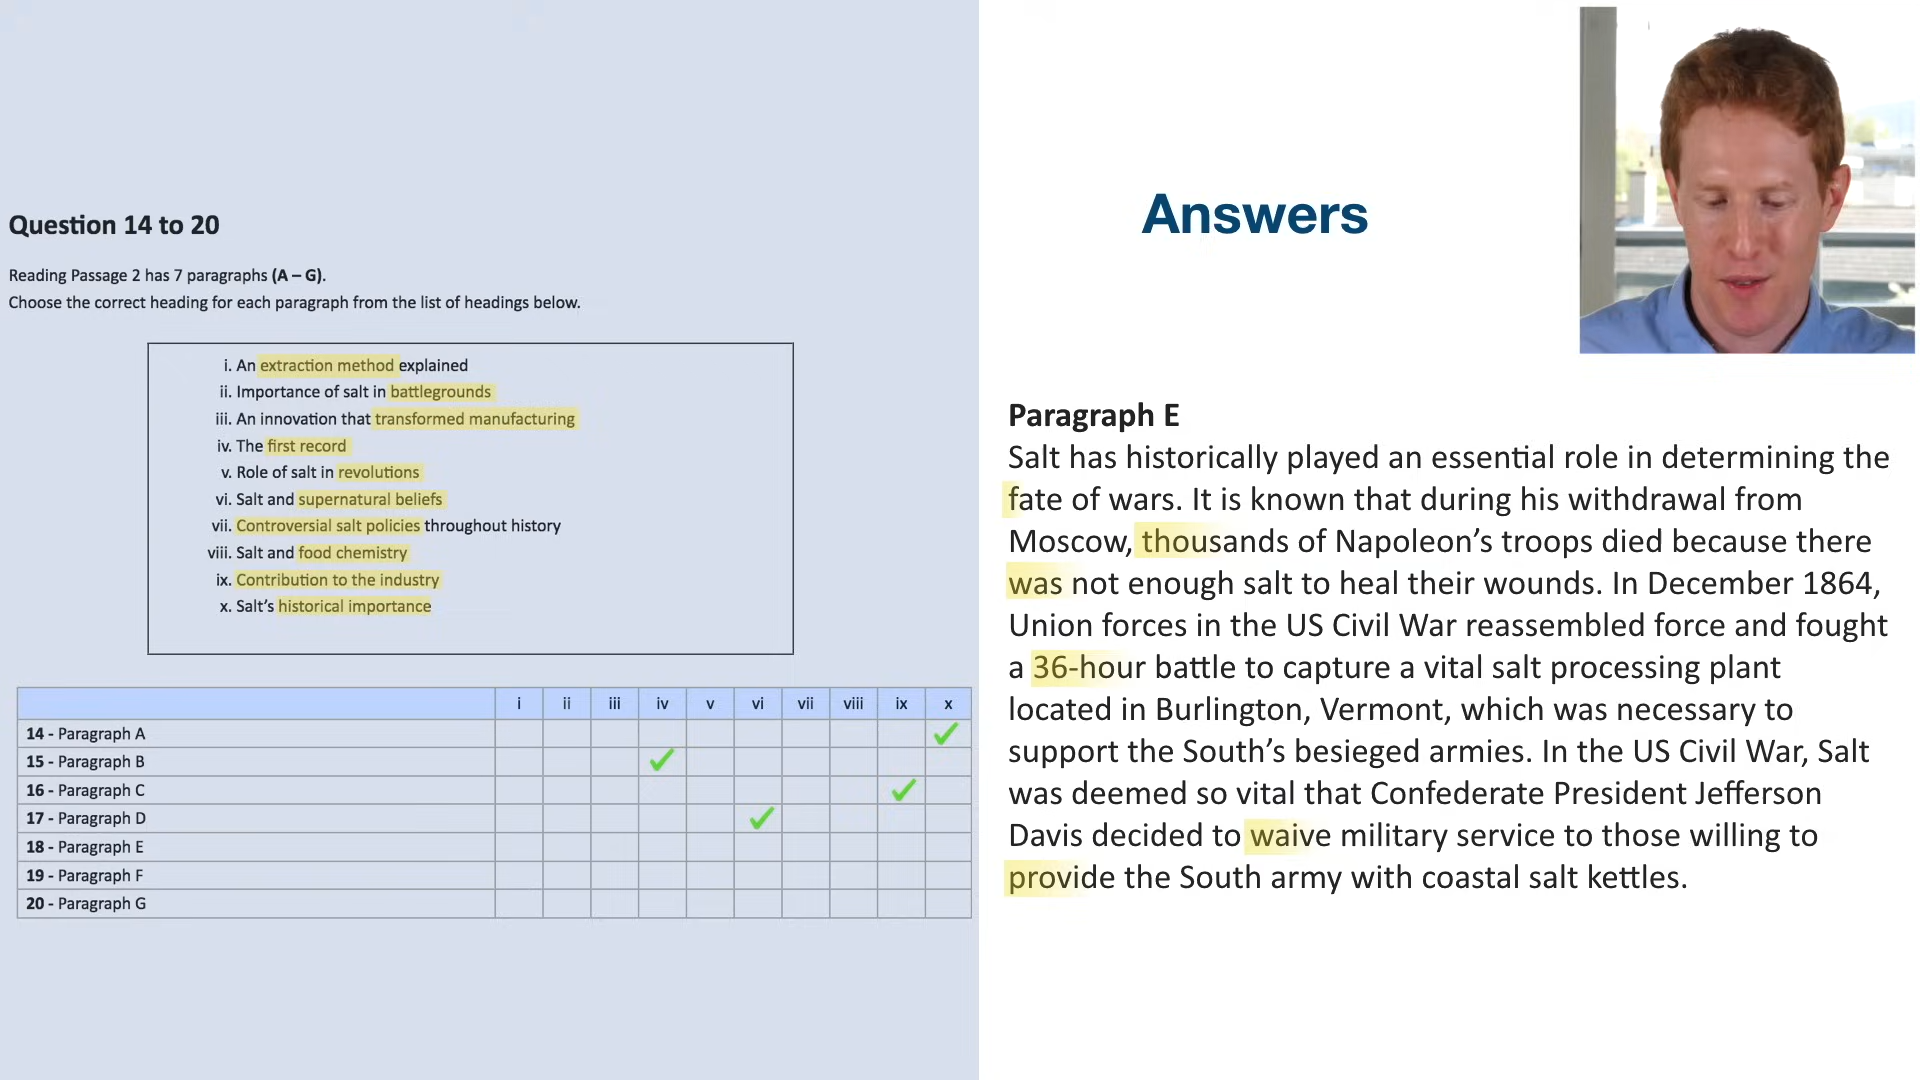 Question 14 to 20
Reading Passage 2 has 7 paragraphs (A – G).
Choose the correct heading for each paragraph from the list of headings below.
i. An extraction method explained
ii. Importance of salt in battlegrounds
iii. An innovation that transformed manufacturing
iv. The first record
v. Role of salt in revolutions
vi. Salt and supernatural beliefs
vii. Controversial salt policies throughout history
viii. Salt and food chemistry
ix. Contribution to the industry
x. Salt's historical importance
i ii iii iv v vi vii viii ix x
14 - Paragraph A
15 - Paragraph B
16 - Paragraph C
17 - Paragraph D
18 - Paragraph E
19 - Paragraph F
20 - Paragraph G
Answers
Paragraph E
Salt has historically played an essential role in determining the
fate of wars. It is known that during his withdrawal from
Moscow, thousands of Napoleon’s troops died because there
was not enough salt to heal their wounds. In December 1864,
Union forces in the US Civil War reassembled force and fought
a 36-hour battle to capture a vital salt processing plant
located in Burlington, Vermont, which was necessary to
support the South’s besieged armies. In the US Civil War, Salt
was deemed so vital that Confederate President Jefferson
Davis decided to waive military service to those willing to
provide the South army with coastal salt kettles.